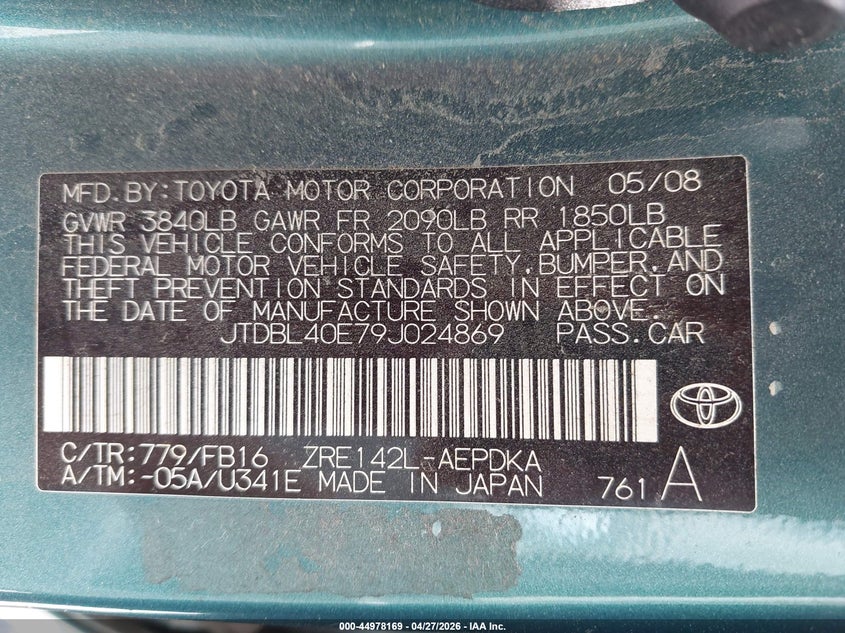 MFD.BY:TOYOTA MOTOR CORPORATION 05/08
GVWR 3840LB GAWR FR 2090LB RR 1850LB
THIS VEHICLE CONFORMS TO ALL APPLICABLE
FEDERAL MOTOR VEHICLE SAFETY,BUMPER,AND
THEFT PREVENTION STANDARDS IN EFFECT ON
THE DATE OF MANUFACTURE SHOWN ABOVE.
JTDBL40E79J024869 PASS.CAR
C/TR:779/FB16 ZRE142L-AEPDKA
A/TM:-05A/U341E MADE IN JAPAN 761 A
000-44978169 | 04/27/2026 | IAA Inc.